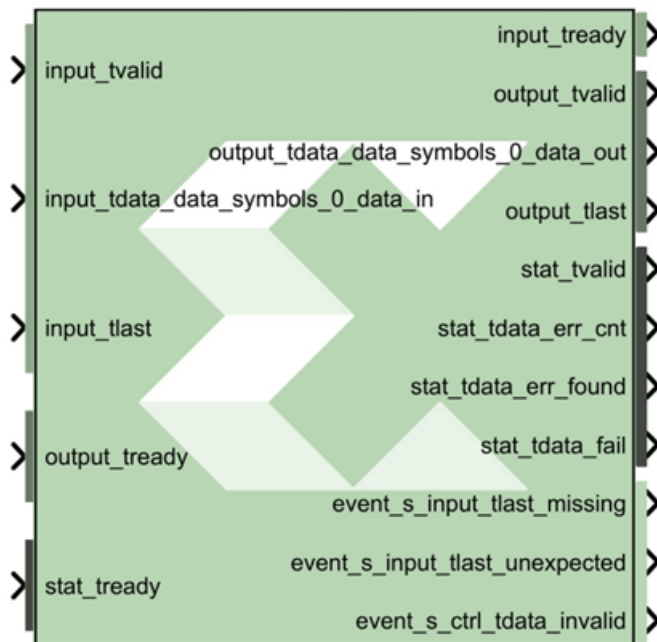 input_tvalid
input_tdata_data_symbols_0_data_in
input_tlast
output_tready
stat_tready
input_tready
output_tvalid
output_tdata_data_symbols_0_data_out
output_tlast
stat_tvalid
stat_tdata_err_cnt
stat_tdata_err_found
stat_tdata_fail
event_s_input_tlast_missing
event_s_input_tlast_unexpected
event_s_ctrl_tdata_invalid